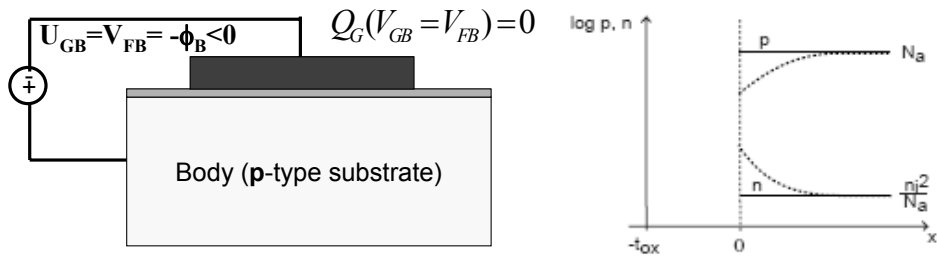 U_GB=V_FB= -ϕ_B<0
Q_G(V_GB=V_FB)=0
-
+
Body (p-type substrate)
log p, n
p
N_a
n
n_i^2
N_a
-t_ox
0
x